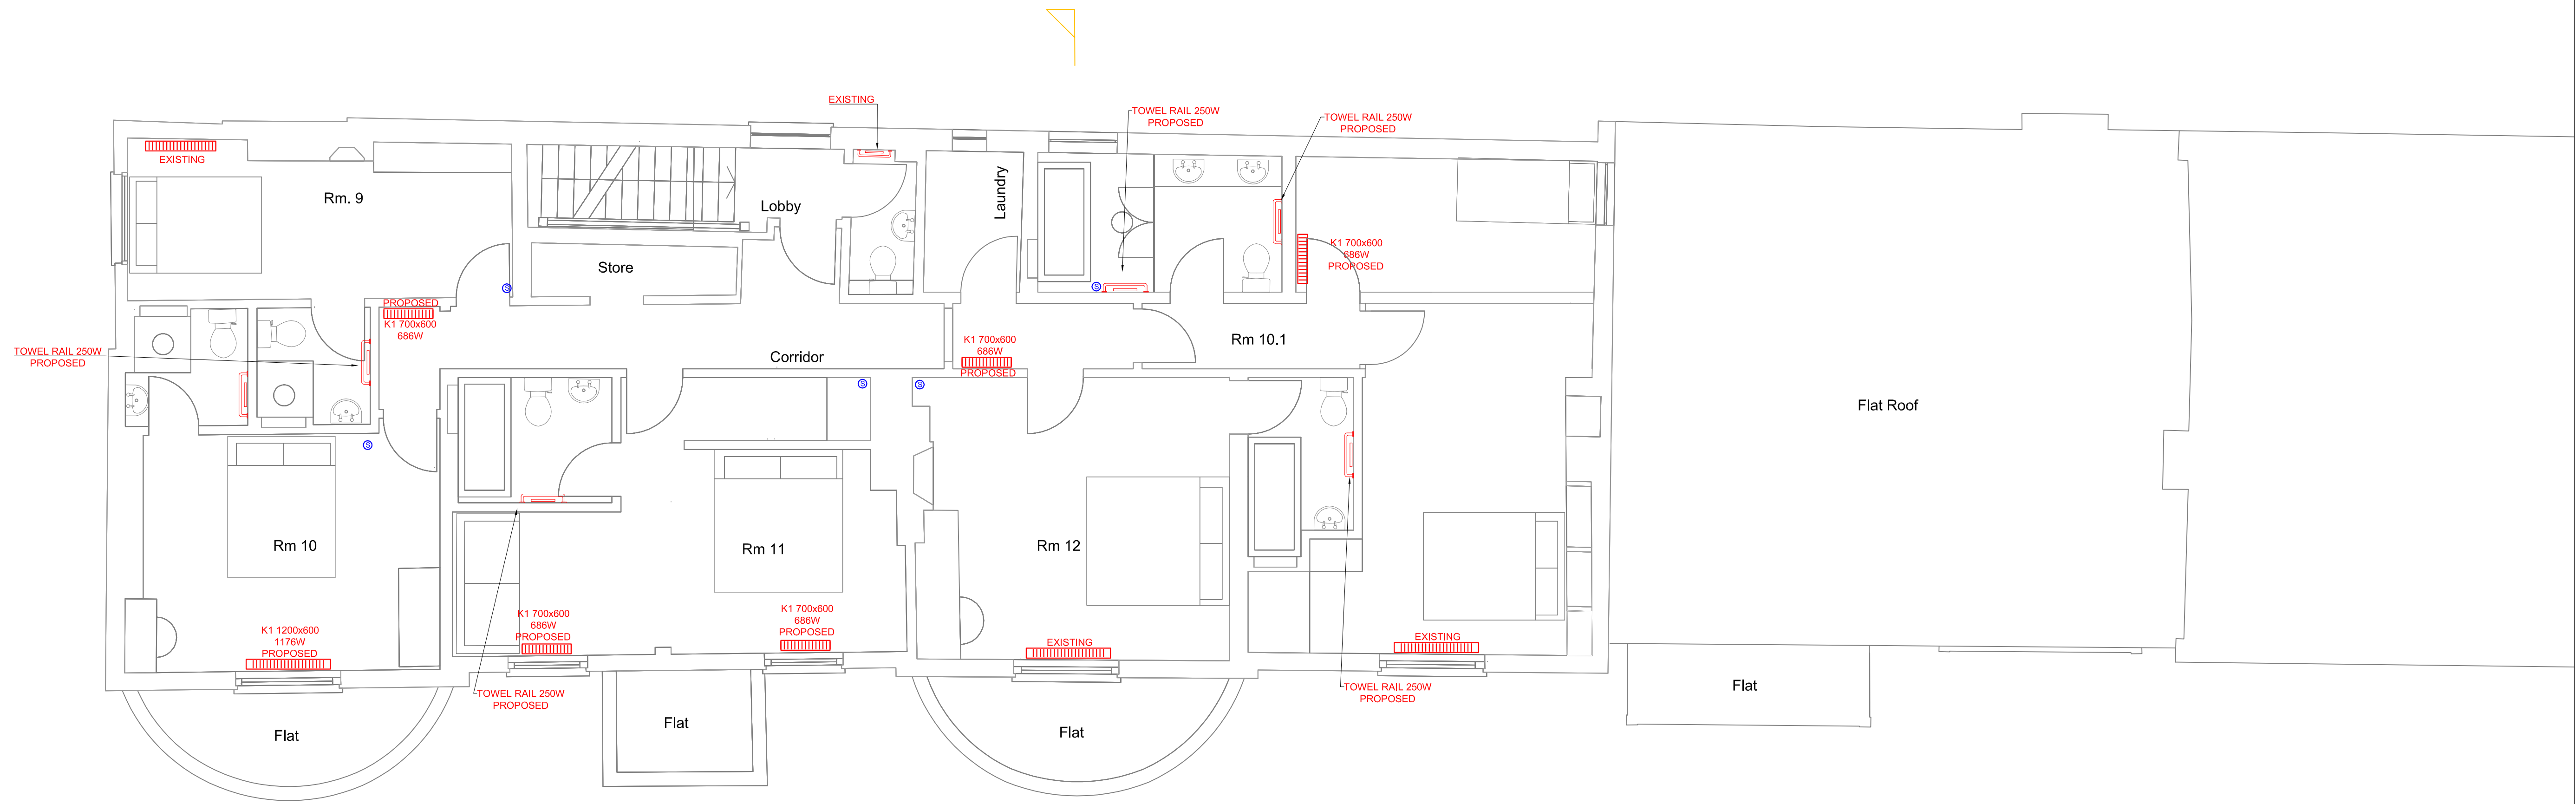 EXISTING
TOWEL RAIL 250W
PROPOSED
TOWEL RAIL 250W
PROPOSED
EXISTING
Rm. 9
Lobby
Laundry
Store
K1 700x600
686W
PROPOSED
S
S
PROPOSED
K1 700x600
686W
TOWEL RAIL 250W
PROPOSED
Corridor
K1 700x600
686W
PROPOSED
Rm 10.1
S
S
S
Flat Roof
Rm 10
Rm 11
Rm 12
K1 1200x600
1176W
PROPOSED
K1 700x600
686W
PROPOSED
K1 700x600
686W
PROPOSED
EXISTING
EXISTING
TOWEL RAIL 250W
PROPOSED
TOWEL RAIL 250W
PROPOSED
Flat
Flat
Flat
Flat